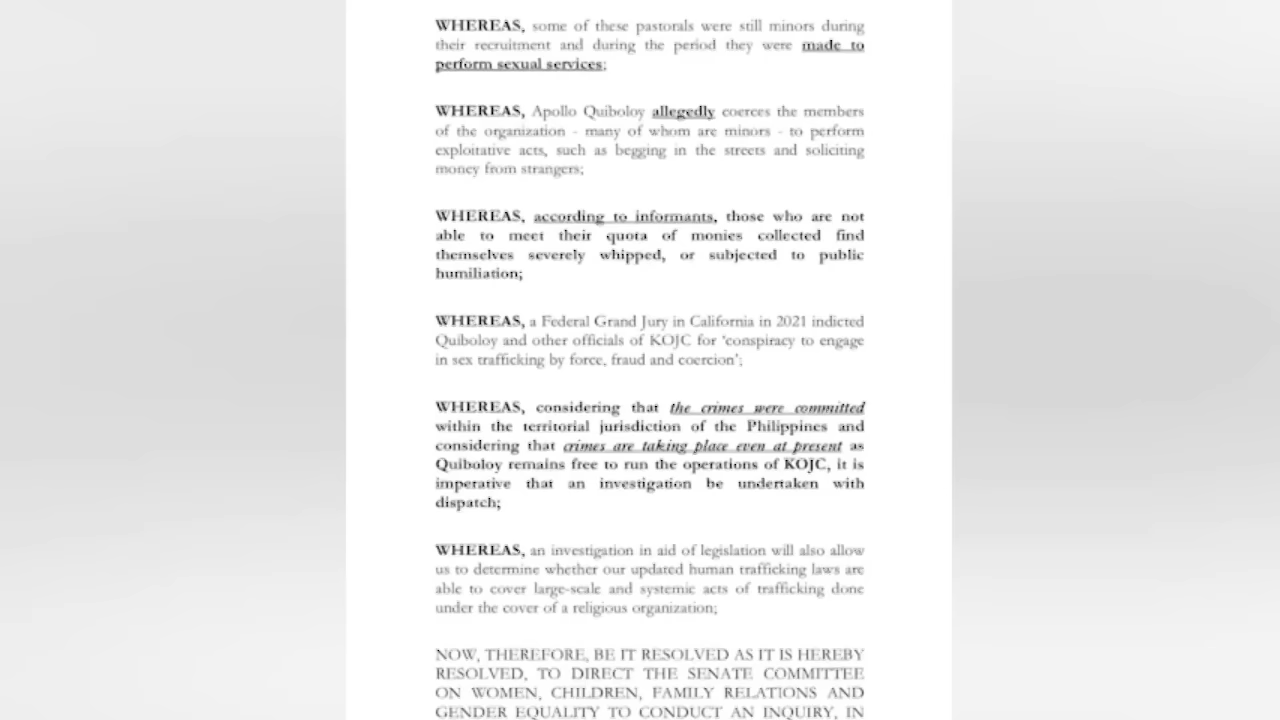 WHEREAS, some of these pastorals were still minors during
their recruitment and during the period they were made to
perform sexual services;
WHEREAS, Apollo Quiboloy allegedly coerces the members
of the organization - many of whom are minors - to perform
exploitative acts, such as begging in the streets and soliciting
money from strangers;
WHEREAS, according to informants, those who are not
able to meet their quota of monies collected find
themselves severely whipped, or subjected to public
humiliation;
WHEREAS, a Federal Grand Jury in California in 2021 indicted
Quiboloy and other officials of KOJC for 'conspiracy to engage
in sex trafficking by force, fraud and coercion';
WHEREAS, considering that the crimes were committed
within the territorial jurisdiction of the Philippines and
considering that crimes are taking place even at present as
Quiboloy remains free to run the operations of KOJC, it is
imperative that an investigation be undertaken with
dispatch;
WHEREAS, an investigation in aid of legislation will also allow
us to determine whether our updated human trafficking laws are
able to cover large-scale and systemic acts of trafficking done
under the cover of a religious organization;
NOW, THEREFORE, BE IT RESOLVED AS IT IS HEREBY
RESOLVED, TO DIRECT THE SENATE COMMITTEE
ON WOMEN, CHILDREN, FAMILY RELATIONS AND
GENDER EQUALITY TO CONDUCT AN INQUIRY, IN